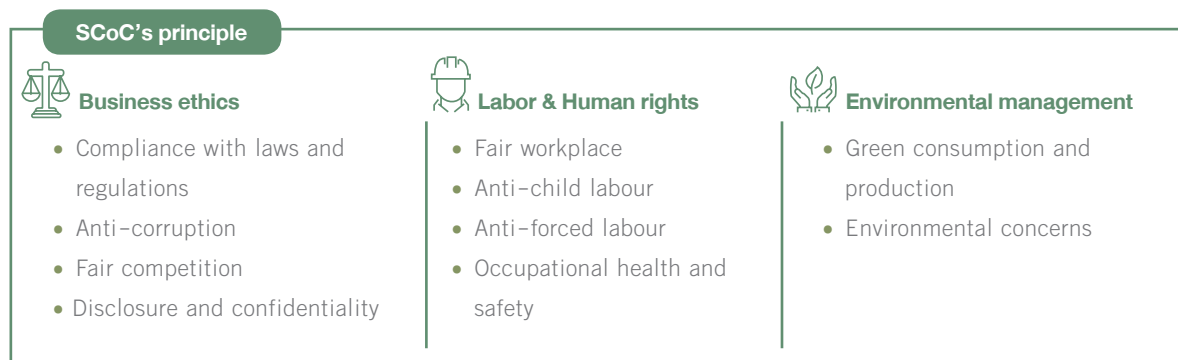 SCoC's principle
Business ethics
• Compliance with laws and
regulations
• Anti-corruption
• Fair competition
• Disclosure and confidentiality
Labor & Human rights
• Fair workplace
• Anti-child labour
• Anti-forced labour
• Occupational health and
safety
Environmental management
• Green consumption and
production
• Environmental concerns